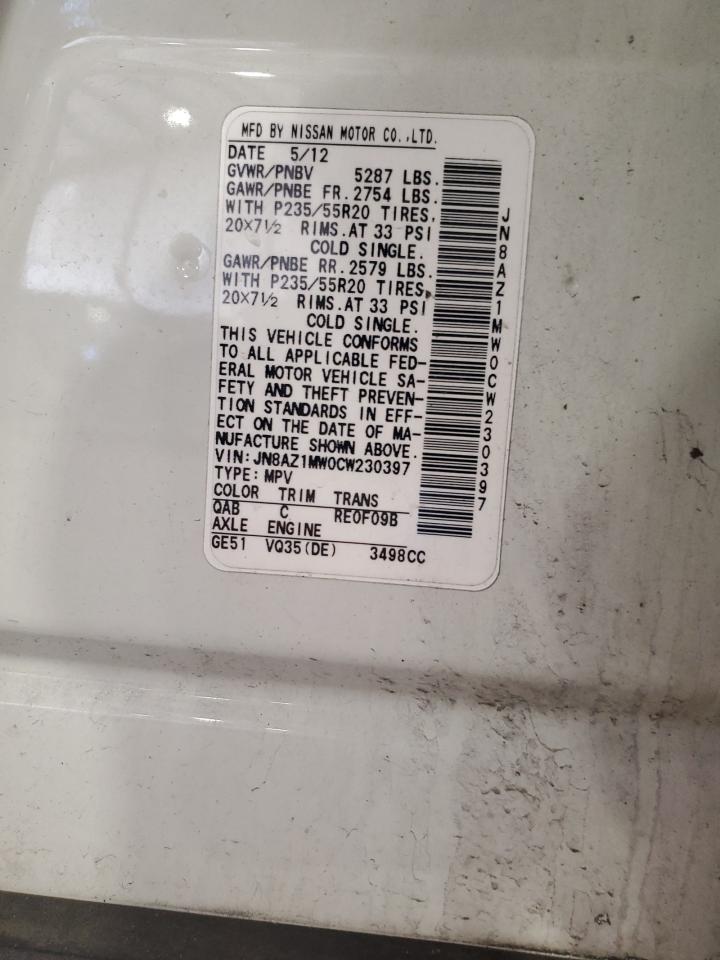 MFD BY NISSAN MOTOR CO.,LTD.
DATE 5/12
GVWR/PNBV 5287 LBS.
GAWR/PNBE FR. 2754 LBS.
WITH P235/55R20 TIRES,
20×7½ RIMS.AT 33 PSI
COLD SINGLE.
GAWR/PNBE RR. 2579 LBS.
WITH P235/55R20 TIRES,
20×7½ RIMS.AT 33 PSI
COLD SINGLE.
THIS VEHICLE CONFORMS
TO ALL APPLICABLE FED-
ERAL MOTOR VEHICLE SA-
FETY AND THEFT PREVEN-
TION STANDARDS IN EFF-
ECT ON THE DATE OF MA-
NUFACTURE SHOWN ABOVE.
VIN:JN8AZ1MW0CW230397
TYPE:MPV
COLOR TRIM TRANS
QAB C RE0F09B
AXLE ENGINE
GE51 VQ35(DE) 3498CC
JN8AZ1MW0CW230397